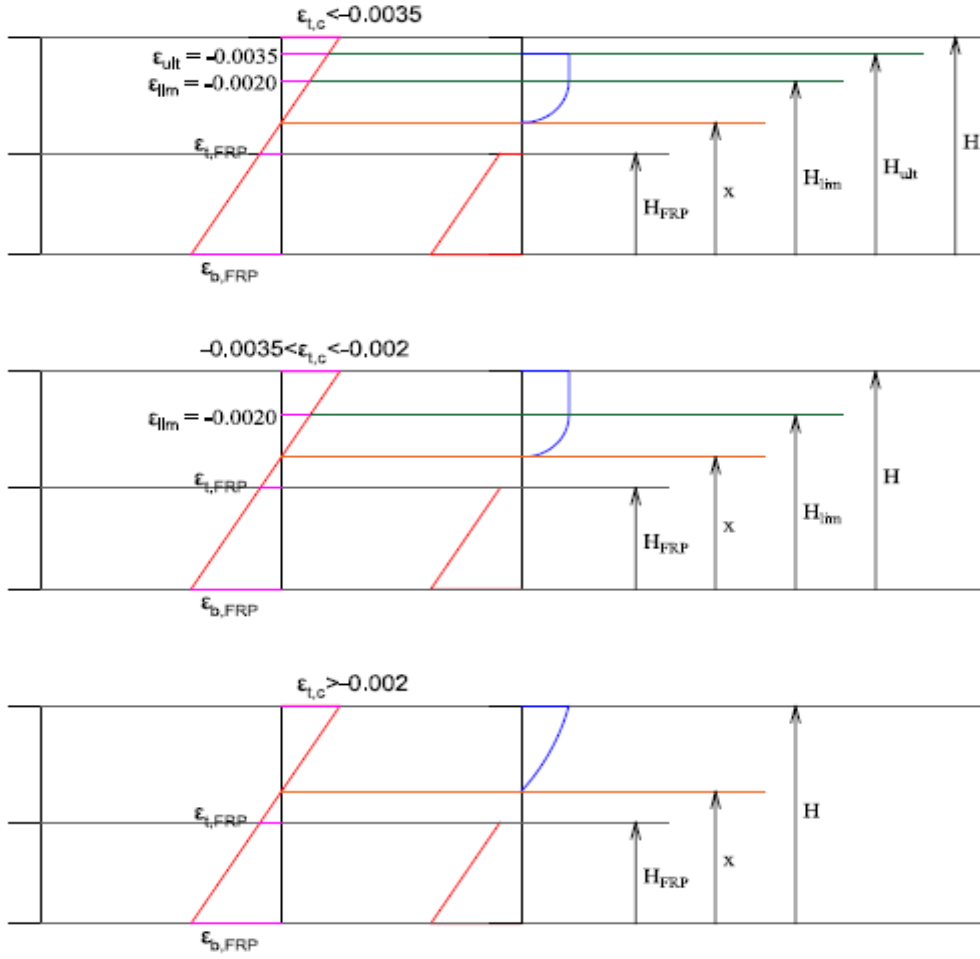 εt,c<−0.0035
εult = -0.0035
εlim = -0.0020
εt,FRP
εb,FRP
HFRP
x
Hlim
Hult
H
−0.0035<εt,c<−0.002
εlim = -0.0020
εt,FRP
εb,FRP
HFRP
x
Hlim
H
εt,c>−0.002
εt,FRP
εb,FRP
HFRP
x
H